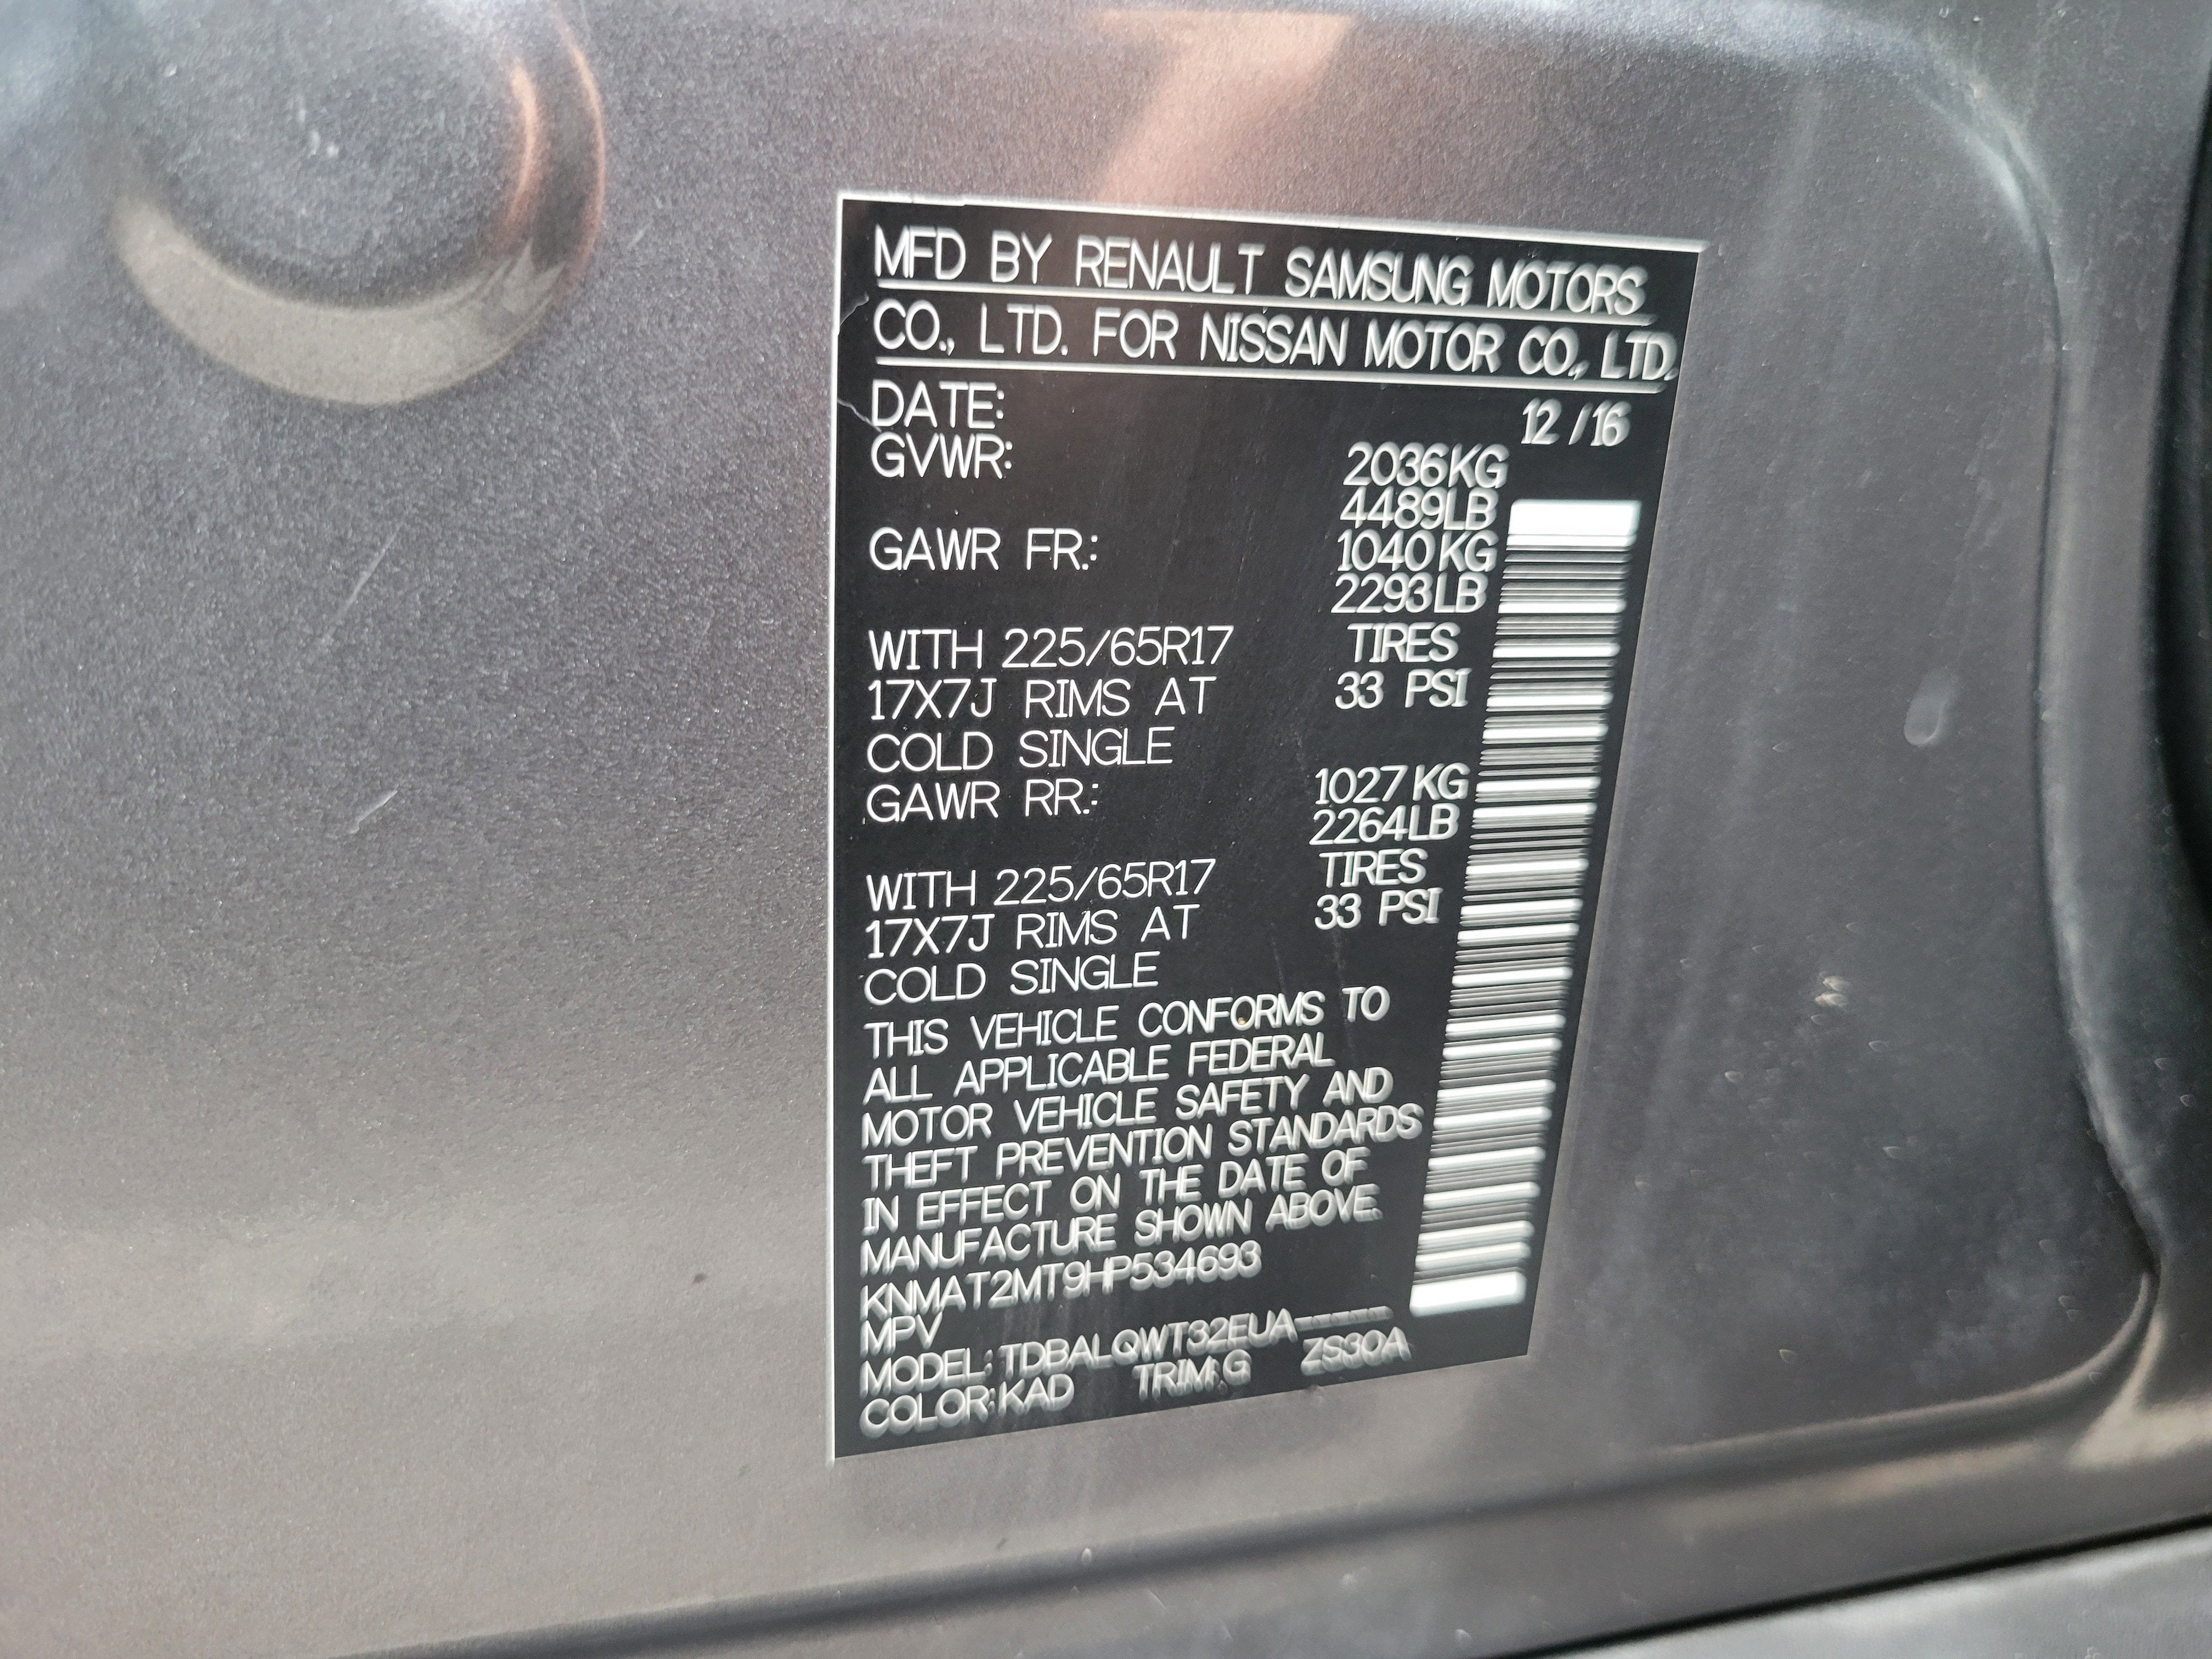 MFD BY RENAULT SAMSUNG MOTORS
CO., LTD. FOR NISSAN MOTOR CO., LTD.
DATE: 12 /16
GVWR: 2036KG
4489LB
GAWR FR.: 1040KG
2293LB
WITH 225/65R17 TIRES
17X7J RIMS AT 33 PSI
COLD SINGLE
GAWR RR.: 1027KG
2264LB
WITH 225/65R17 TIRES
17X7J RIMS AT 33 PSI
COLD SINGLE
THIS VEHICLE CONFORMS TO
ALL APPLICABLE FEDERAL
MOTOR VEHICLE SAFETY AND
THEFT PREVENTION STANDARDS
IN EFFECT ON THE DATE OF
MANUFACTURE SHOWN ABOVE.
KNMAT2MT9HP534693
MPV
MODEL: TDBALQWT32EUA-----
COLOR: KAD TRIM: G ZS30A